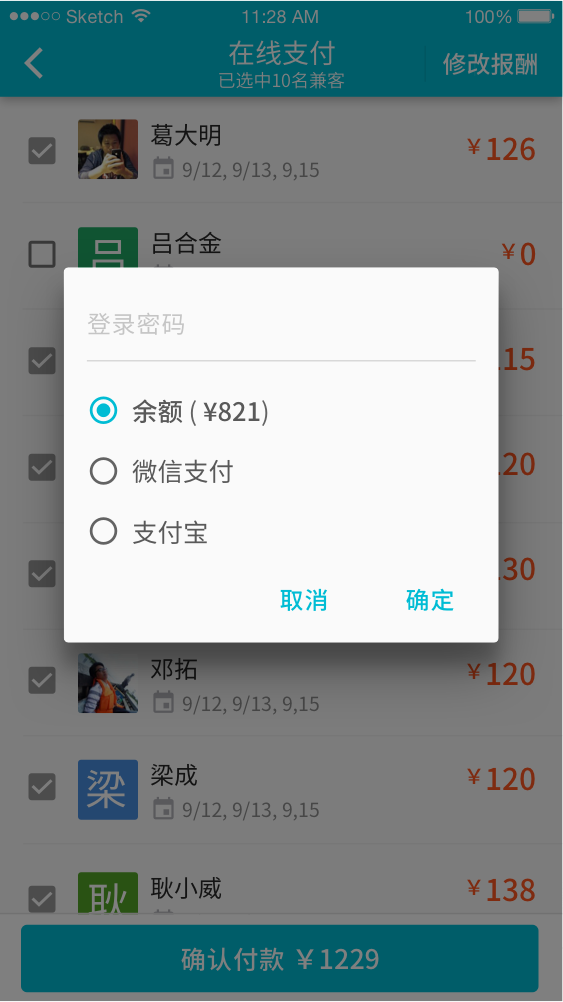 Sketch 11:28 AM 100%
在线支付
已选中10名兼客
修改报酬
葛大明
¥126
9/12, 9/13, 9,15
吕
吕合金
¥0
登录密码
15
余额 ( ¥821)
20
微信支付
支付宝
30
取消 确定
邓拓
¥120
9/12, 9/13, 9,15
梁
梁成
¥120
9/12, 9/13, 9,15
耿
耿小威
¥138
确认付款 ¥1229